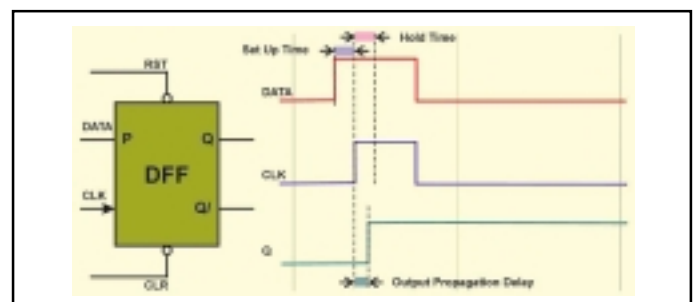 Hold Time
Set Up Time
RST
DATA
DATA
P
Q
DFF
CLK
CLK
Q/
Q
CLR
Output Propagation Delay